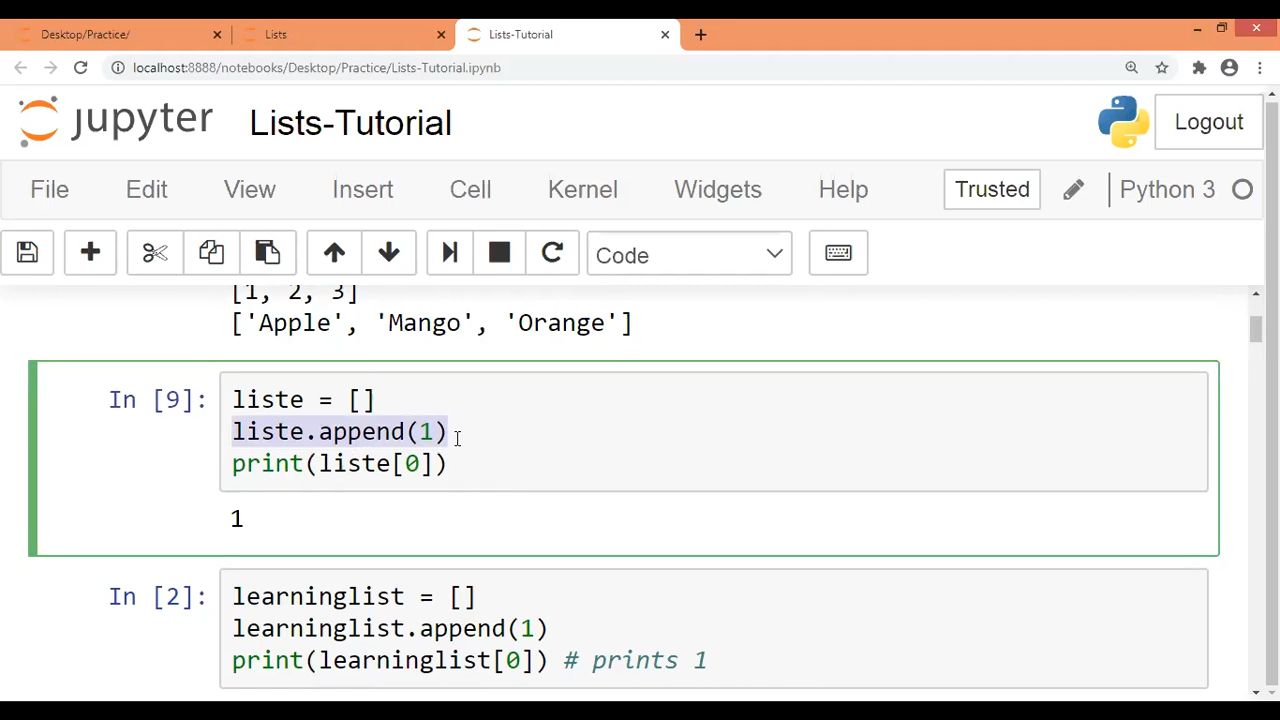 Desktop/Practice/
Lists
Lists-Tutorial
localhost:8888/notebooks/Desktop/Practice/Lists-Tutorial.ipynb
jupyter
Lists-Tutorial
Logout
File Edit View Insert Cell Kernel Widgets Help Trusted Python 3
Code
[1, 2, 3]
['Apple', 'Mango', 'Orange']
In [9]: liste = []
liste.append(1)
print(liste[0])
1
In [2]: learninglist = []
learninglist.append(1)
print(learninglist[0]) # prints 1